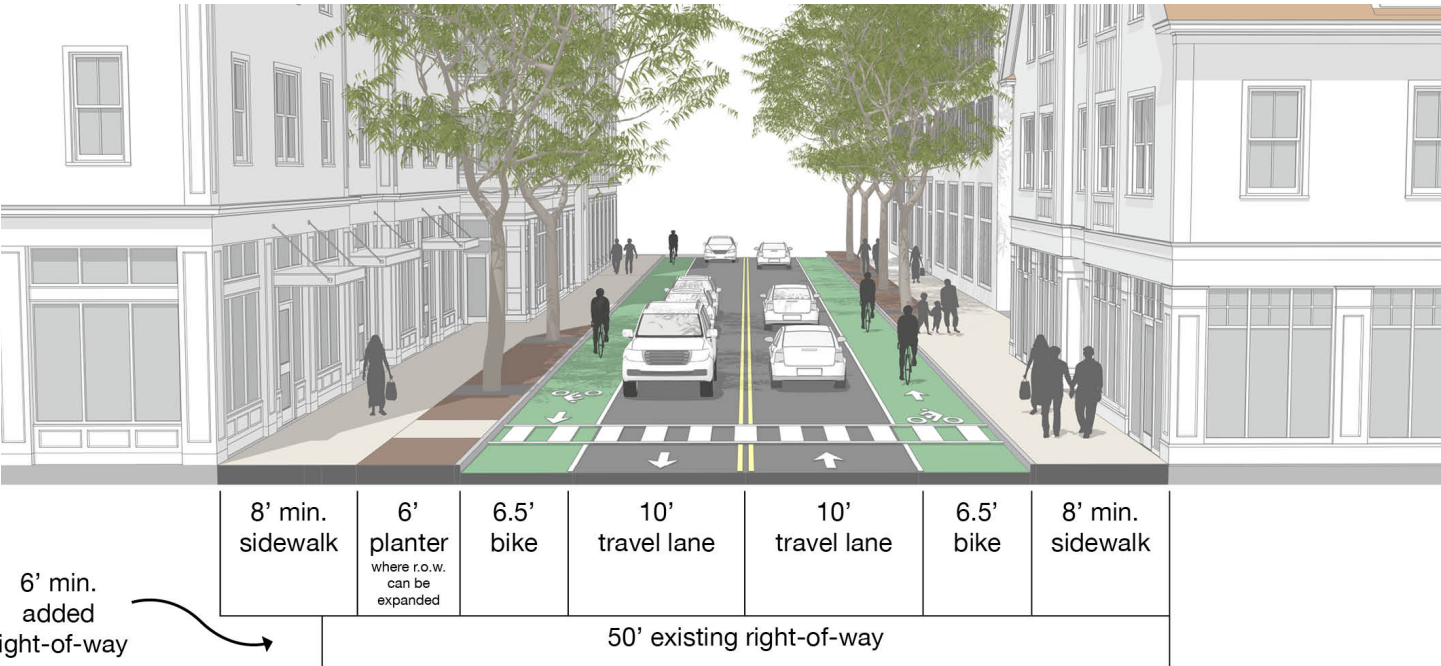 8’ min.
sidewalk
6’
planter
where r.o.w.
can be
expanded
6.5’
bike
10’
travel lane
10’
travel lane
6.5’
bike
8’ min.
sidewalk
6’ min.
added
ight-of-way
50’ existing right-of-way